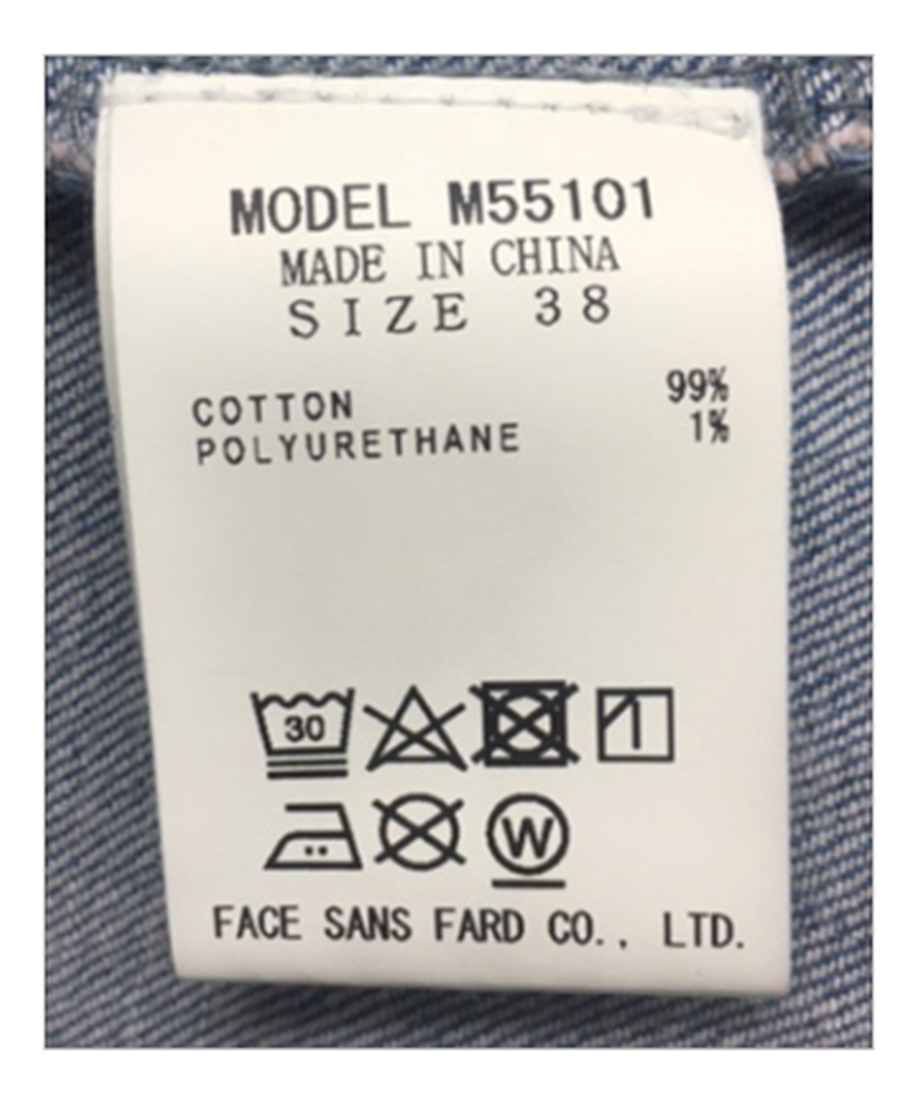 MODEL M55101
MADE IN CHINA
SIZE 38
COTTON 99%
POLYURETHANE 1%
30
W
FACE SANS FARD CO., LTD.